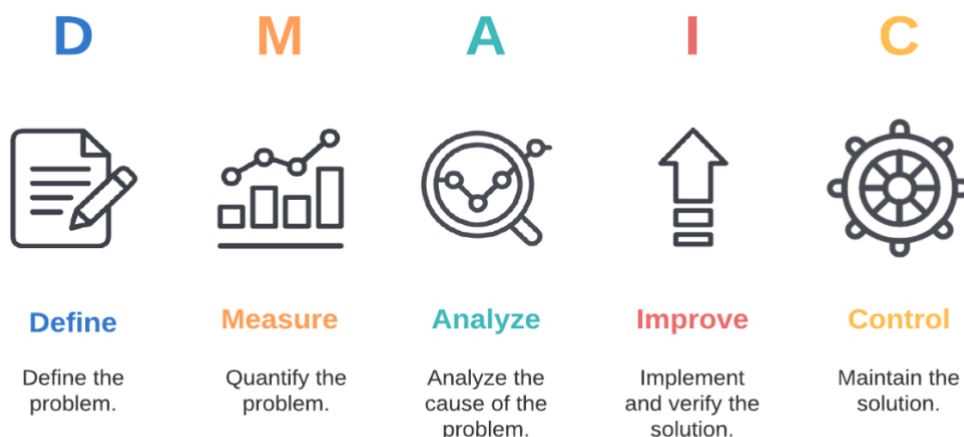 D M A I C
Define Measure Analyze Improve Control
Define the
problem.
Quantify the
problem.
Analyze the
cause of the
problem.
Implement
and verify the
solution.
Maintain the
solution.